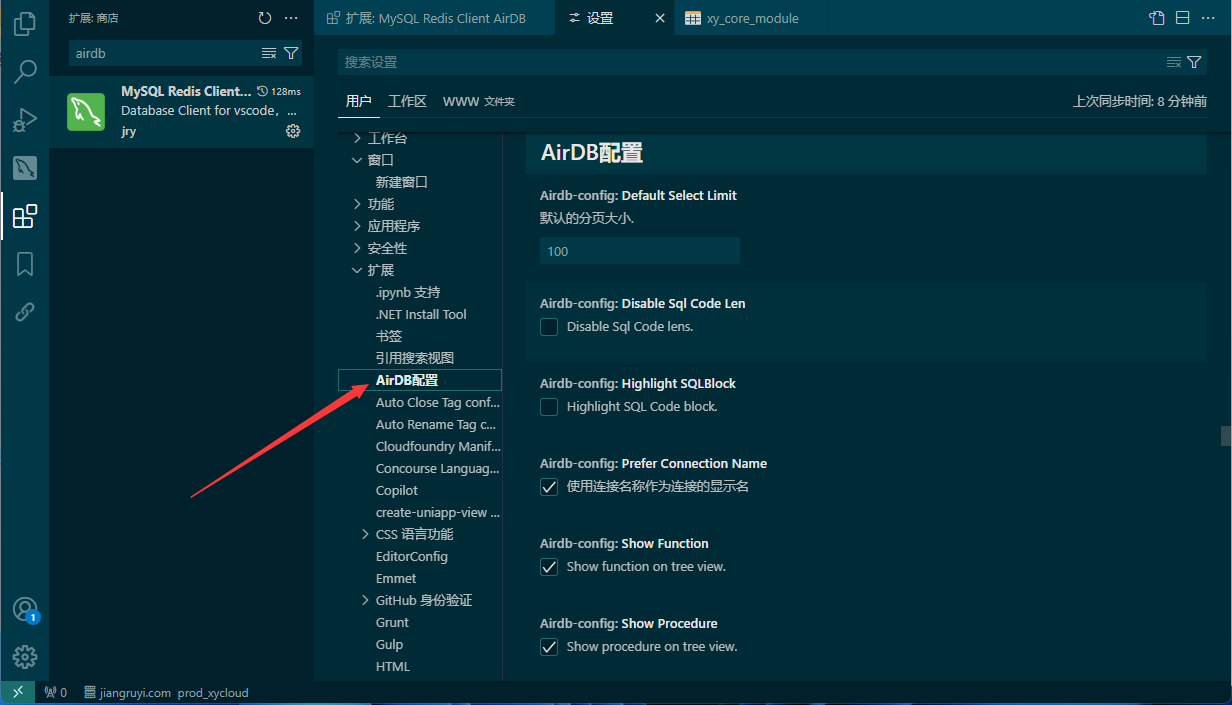 扩展: 商店
airdb
MySQL Redis Client... 128ms
Database Client for vscode, ...
jry
扩展: MySQL Redis Client AirDB
设置
xy_core_module
搜索设置
用户 工作区 WWW 文件夹
上次同步时间: 8 分钟前
工作台
窗口
新建窗口
功能
应用程序
安全性
扩展
.ipynb 支持
.NET Install Tool
书签
引用搜索视图
AirDB配置
Auto Close Tag conf...
Auto Rename Tag c...
Cloudfoundry Manif...
Concourse Languag...
Copilot
create-uniapp-view ...
CSS 语言功能
EditorConfig
Emmet
GitHub 身份验证
Grunt
Gulp
HTML
AirDB配置
Airdb-config: Default Select Limit
默认的分页大小.
100
Airdb-config: Disable Sql Code Len
Disable Sql Code lens.
Airdb-config: Highlight SQLBlock
Highlight SQL Code block.
Airdb-config: Prefer Connection Name
使用连接名称作为连接的显示名
Airdb-config: Show Function
Show function on tree view.
Airdb-config: Show Procedure
Show procedure on tree view.
1
0 jiangruyi.com prod_xycloud